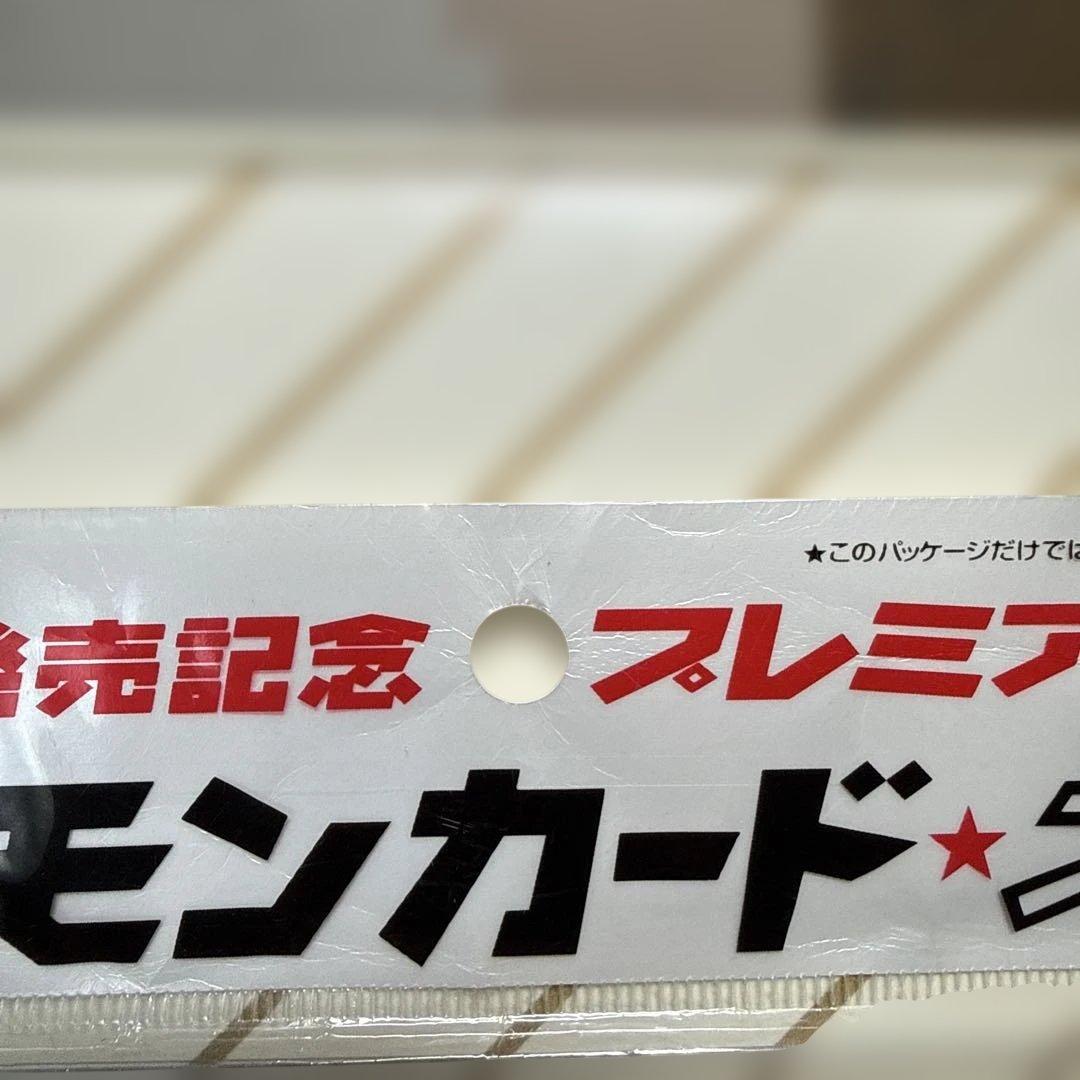 ★このパッケージだけでは
発売記念 プレミア
モンカード★